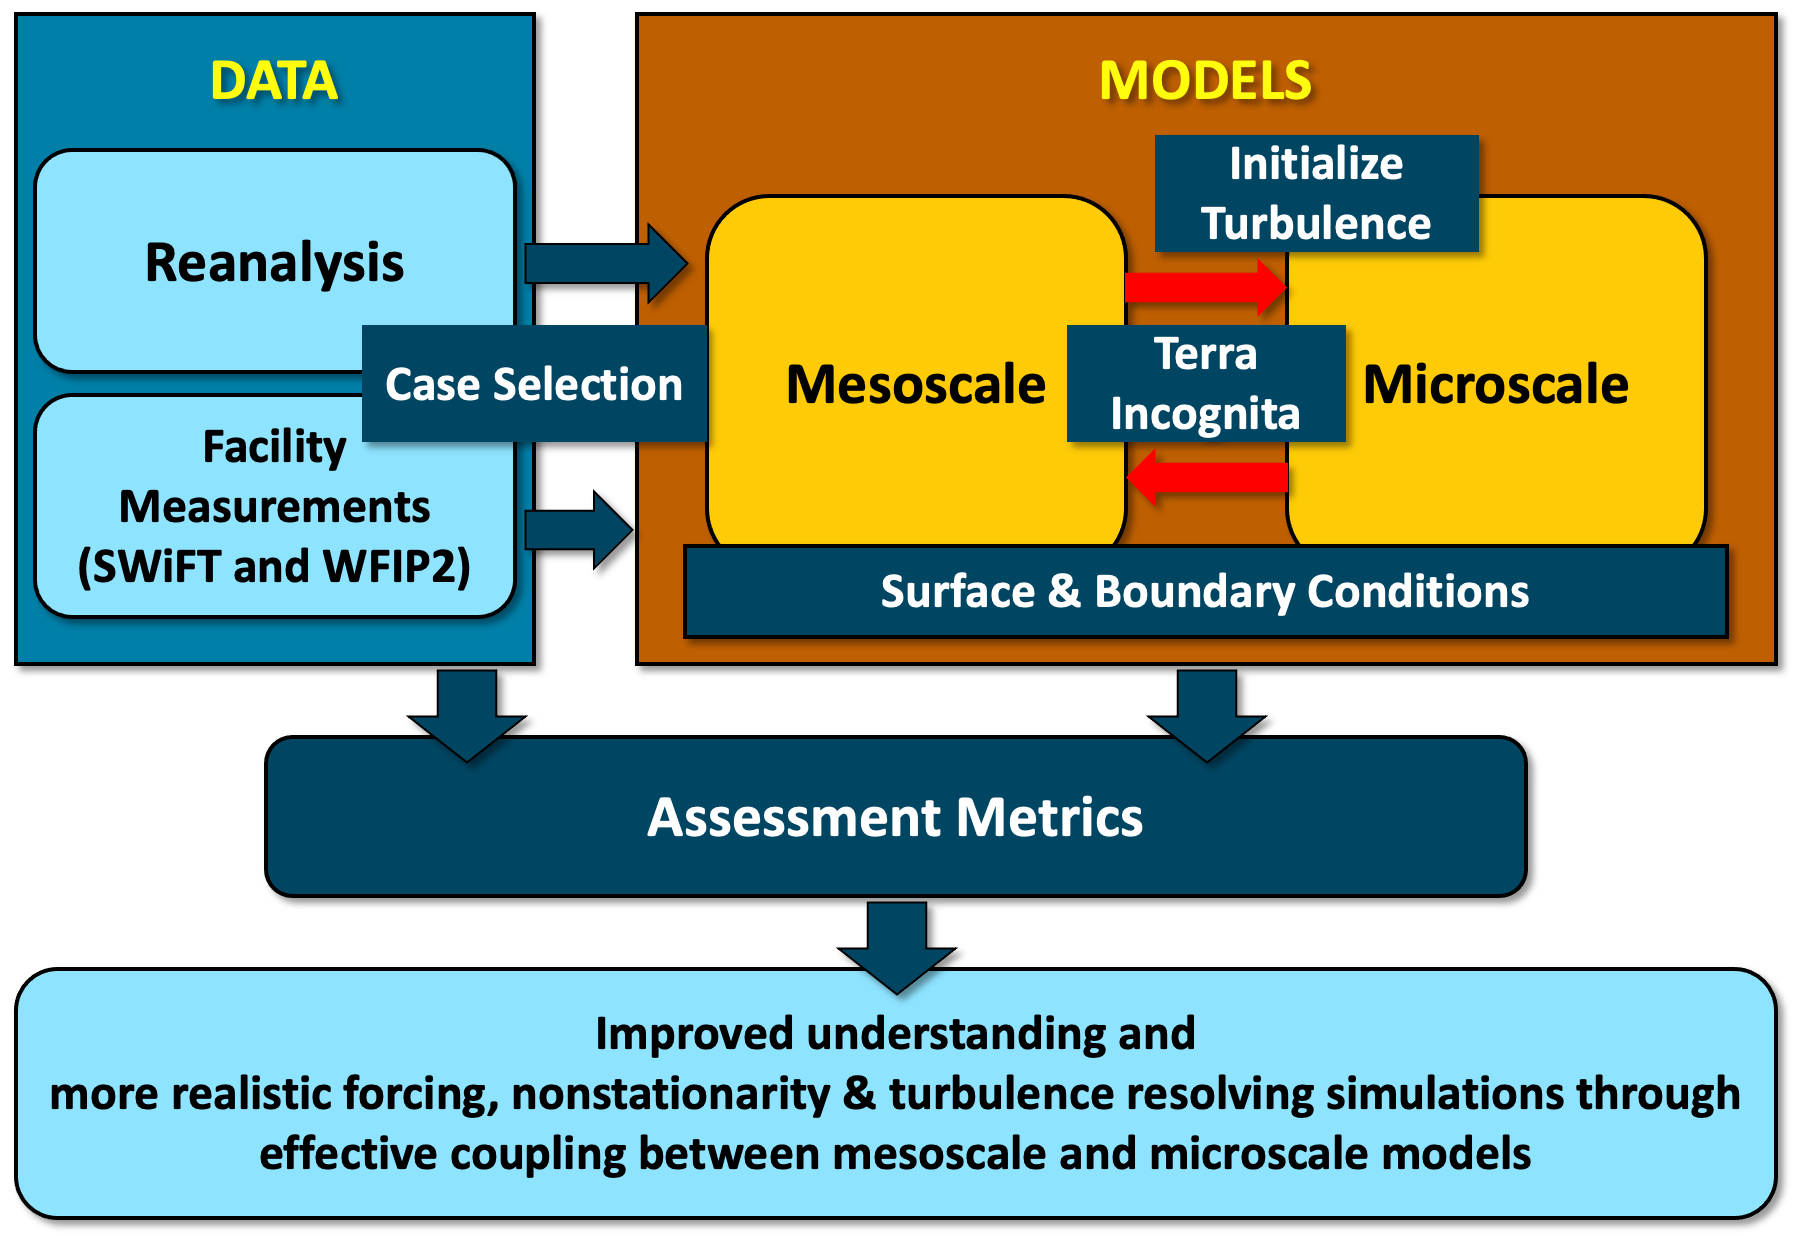 DATA
Reanalysis
Case Selection
Facility
Measurements
(SWiFT and WFIP2)
MODELS
Initialize
Turbulence
Mesoscale
Terra
Incognita
Microscale
Surface & Boundary Conditions
Assessment Metrics
Improved understanding and
more realistic forcing, nonstationarity & turbulence resolving simulations through
effective coupling between mesoscale and microscale models